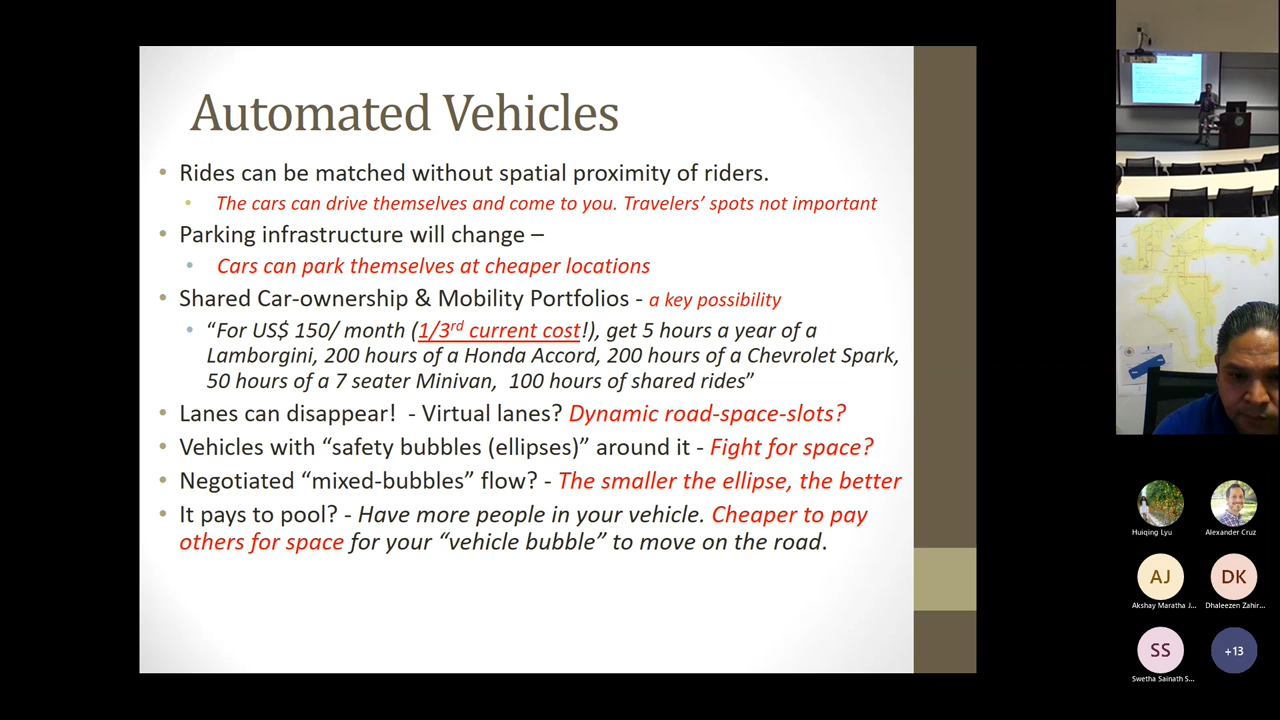 Automated Vehicles
• Rides can be matched without spatial proximity of riders.
• The cars can drive themselves and come to you. Travelers’ spots not important
• Parking infrastructure will change –
• Cars can park themselves at cheaper locations
• Shared Car-ownership & Mobility Portfolios - a key possibility
• “For US$ 150/ month (1/3rd current cost!), get 5 hours a year of a
Lamborgini, 200 hours of a Honda Accord, 200 hours of a Chevrolet Spark,
50 hours of a 7 seater Minivan, 100 hours of shared rides”
• Lanes can disappear! - Virtual lanes? Dynamic road-space-slots?
• Vehicles with “safety bubbles (ellipses)” around it - Fight for space?
• Negotiated “mixed-bubbles” flow? - The smaller the ellipse, the better
• It pays to pool? - Have more people in your vehicle. Cheaper to pay
others for space for your “vehicle bubble” to move on the road.
Huiqing Lyu
Alexander Cruz
AJ
DK
Akshay Maratha J...
Dhaleezen Zahir...
SS
+13
Swetha Sainath S...